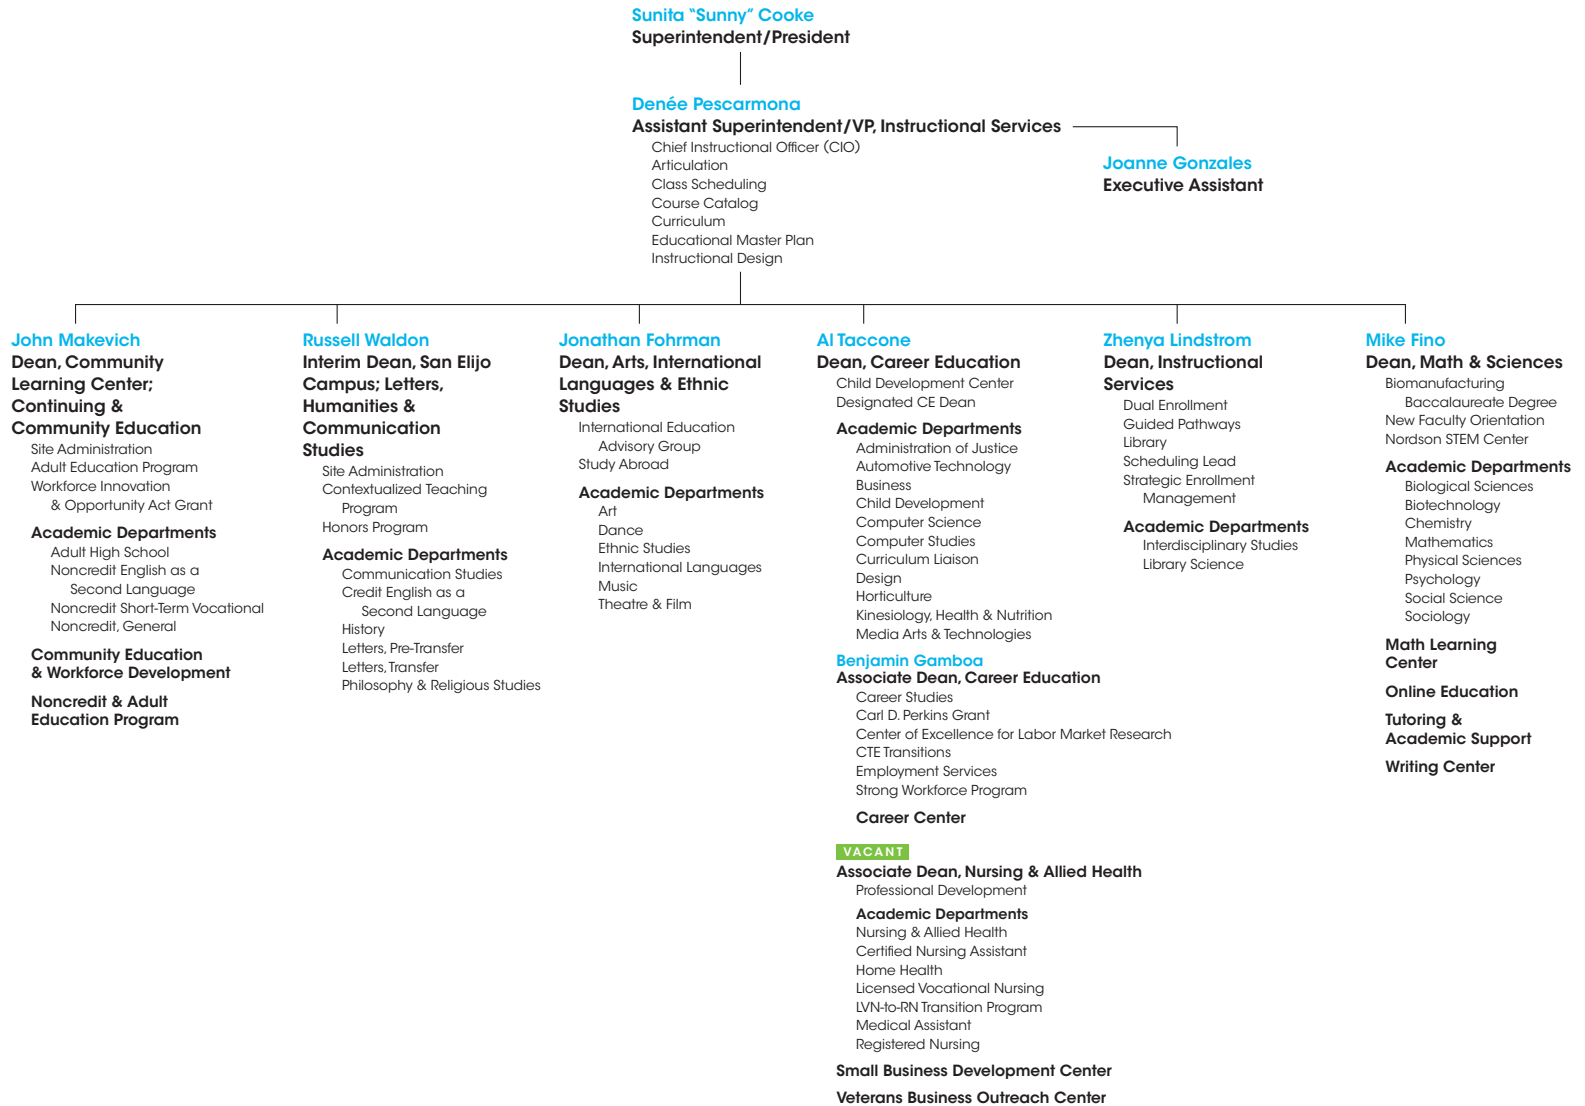 Sunita “Sunny” Cooke
Superintendent/President
Denée Pescarmona
Assistant Superintendent/VP, Instructional Services
Chief Instructional Officer (CIO)
Articulation
Class Scheduling
Course Catalog
Curriculum
Educational Master Plan
Instructional Design
Joanne Gonzales
Executive Assistant
John Makevich
Dean, Community
Learning Center;
Continuing &
Community Education
Site Administration
Adult Education Program
Workforce Innovation
& Opportunity Act Grant
Academic Departments
Adult High School
Noncredit English as a
Second Language
Noncredit Short-Term Vocational
Noncredit, General
Community Education
& Workforce Development
Noncredit & Adult
Education Program
Russell Waldon
Interim Dean, San Elijo
Campus; Letters,
Humanities &
Communication
Studies
Site Administration
Contextualized Teaching
Program
Honors Program
Academic Departments
Communication Studies
Credit English as a
Second Language
History
Letters, Pre-Transfer
Letters, Transfer
Philosophy & Religious Studies
Jonathan Fohrman
Dean, Arts, International
Languages & Ethnic
Studies
International Education
Advisory Group
Study Abroad
Academic Departments
Art
Dance
Ethnic Studies
International Languages
Music
Theatre & Film
Al Taccone
Dean, Career Education
Child Development Center
Designated CE Dean
Academic Departments
Administration of Justice
Automotive Technology
Business
Child Development
Computer Science
Computer Studies
Curriculum Liaison
Design
Horticulture
Kinesiology, Health & Nutrition
Media Arts & Technologies
Benjamin Gamboa
Associate Dean, Career Education
Career Studies
Carl D. Perkins Grant
Center of Excellence for Labor Market Research
CTE Transitions
Employment Services
Strong Workforce Program
Career Center
VACANT
Associate Dean, Nursing & Allied Health
Professional Development
Academic Departments
Nursing & Allied Health
Certified Nursing Assistant
Home Health
Licensed Vocational Nursing
LVN-to-RN Transition Program
Medical Assistant
Registered Nursing
Small Business Development Center
Veterans Business Outreach Center
Zhenya Lindstrom
Dean, Instructional
Services
Dual Enrollment
Guided Pathways
Library
Scheduling Lead
Strategic Enrollment
Management
Academic Departments
Interdisciplinary Studies
Library Science
Mike Fino
Dean, Math & Sciences
Biomanufacturing
Baccalaureate Degree
New Faculty Orientation
Nordson STEM Center
Academic Departments
Biological Sciences
Biotechnology
Chemistry
Mathematics
Physical Sciences
Psychology
Social Science
Sociology
Math Learning
Center
Online Education
Tutoring &
Academic Support
Writing Center